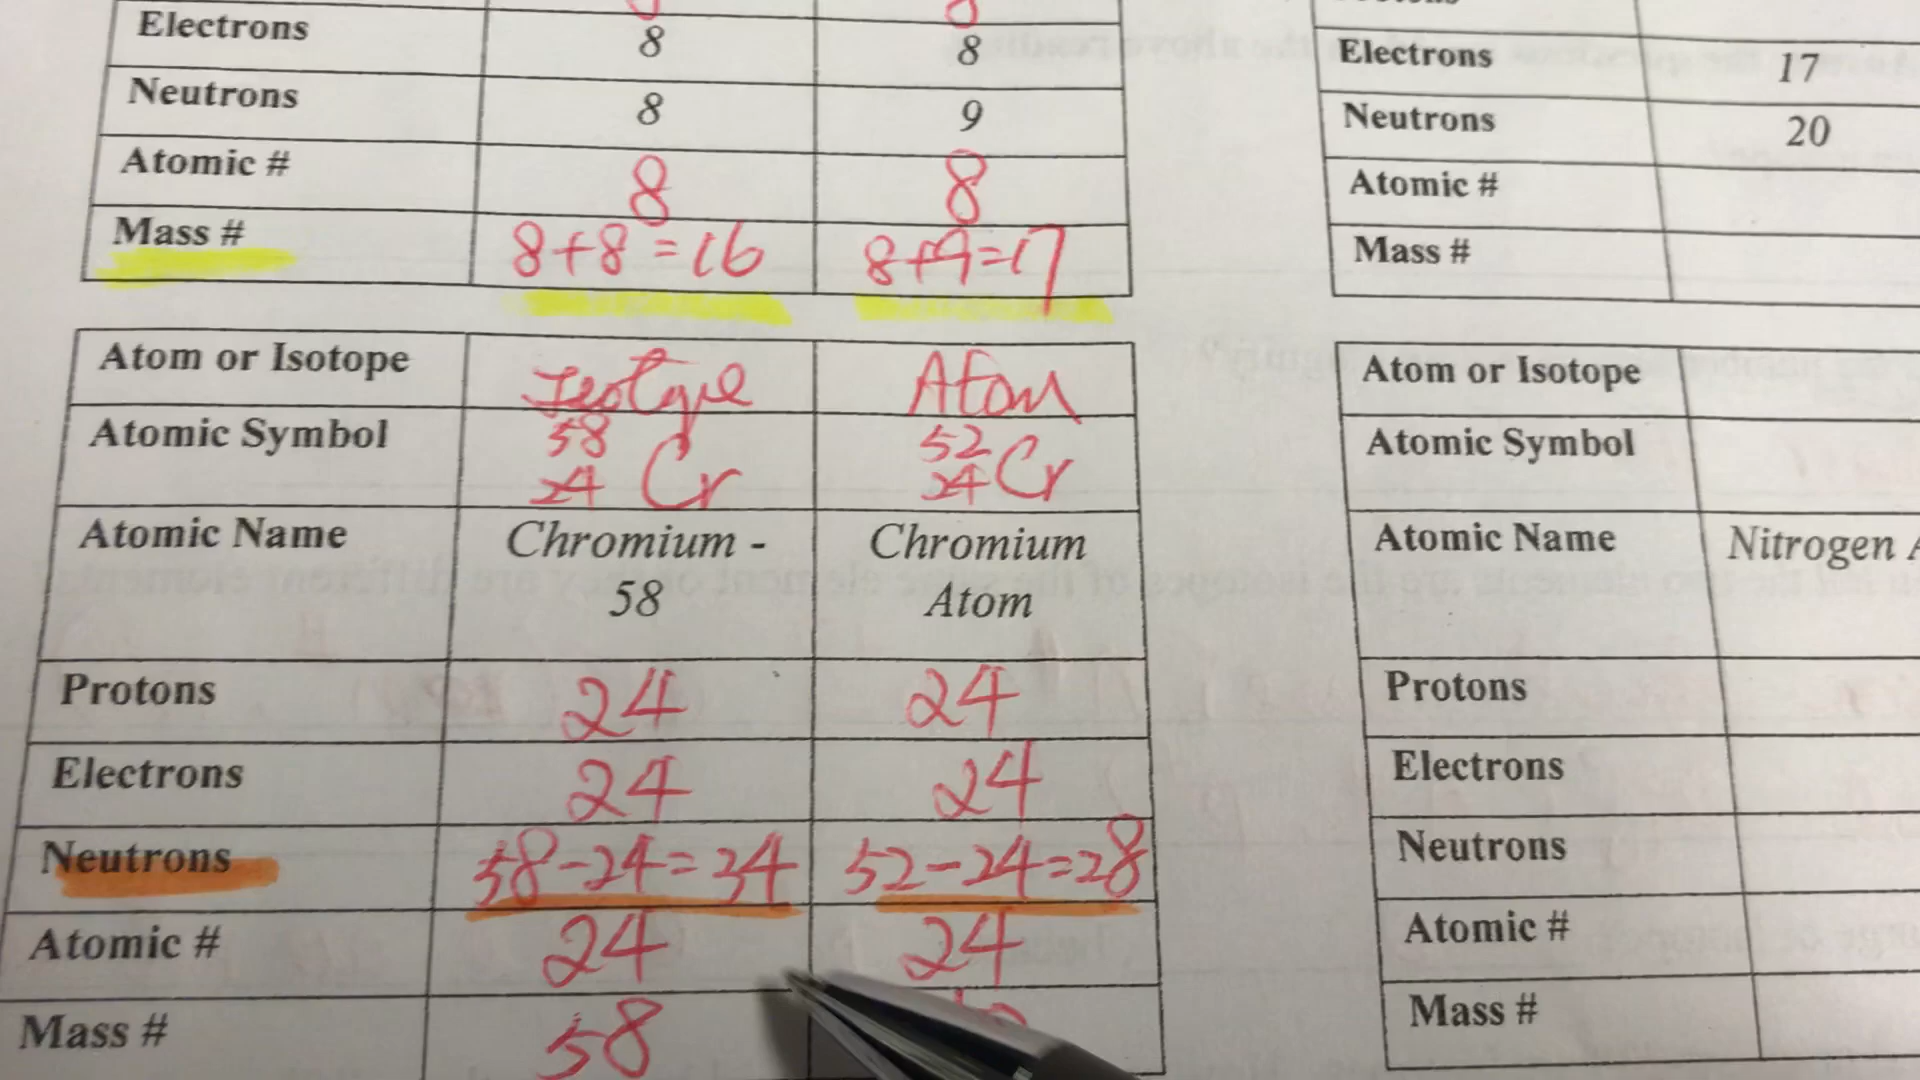 Electrons 8 8
Neutrons 8 9
Atomic # 8 8
Mass # 8+8=16 8+9=17
Electrons 17
Neutrons 20
Atomic #
Mass #
Atom or Isotope Isotope Atom
Atomic Symbol 58 24 Cr 52 24 Cr
Atomic Name Chromium - 58 Chromium Atom
Protons 24 24
Electrons 24 24
Neutrons 58-24=34 52-24=28
Atomic # 24 24
Mass # 58
Atom or Isotope
Atomic Symbol
Atomic Name Nitrogen A
Protons
Electrons
Neutrons
Atomic #
Mass #